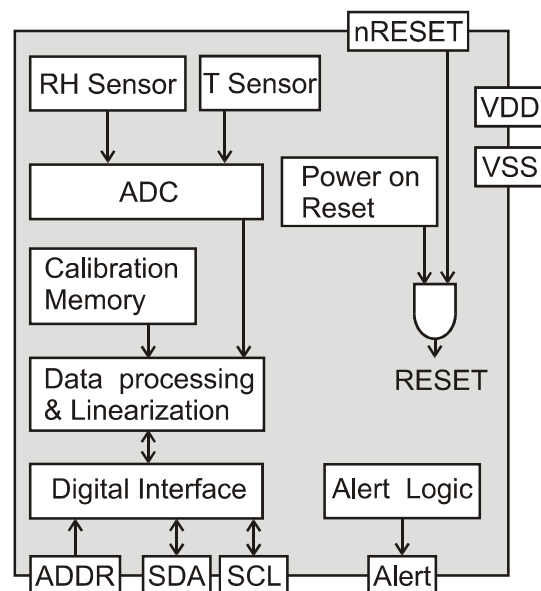 nRESET
RH Sensor
T Sensor
VDD
VSS
ADC
Power on
Reset
Calibration
Memory
RESET
Data processing
& Linearization
Digital Interface
Alert Logic
ADDR
SDA
SCL
Alert